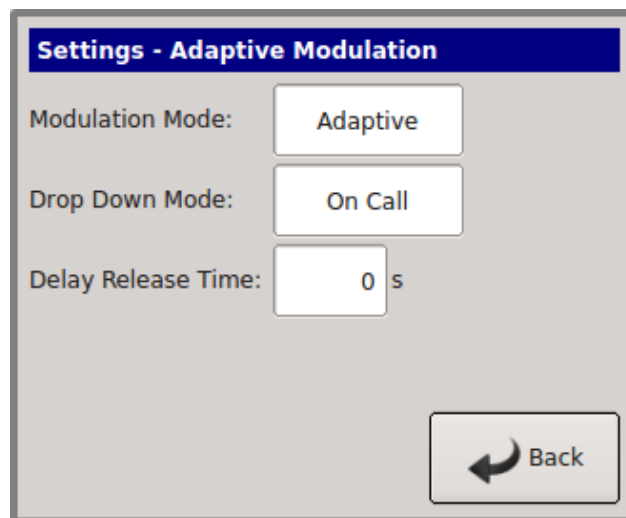 Settings - Adaptive Modulation
Modulation Mode: Adaptive
Drop Down Mode: On Call
Delay Release Time: 0 s
Back